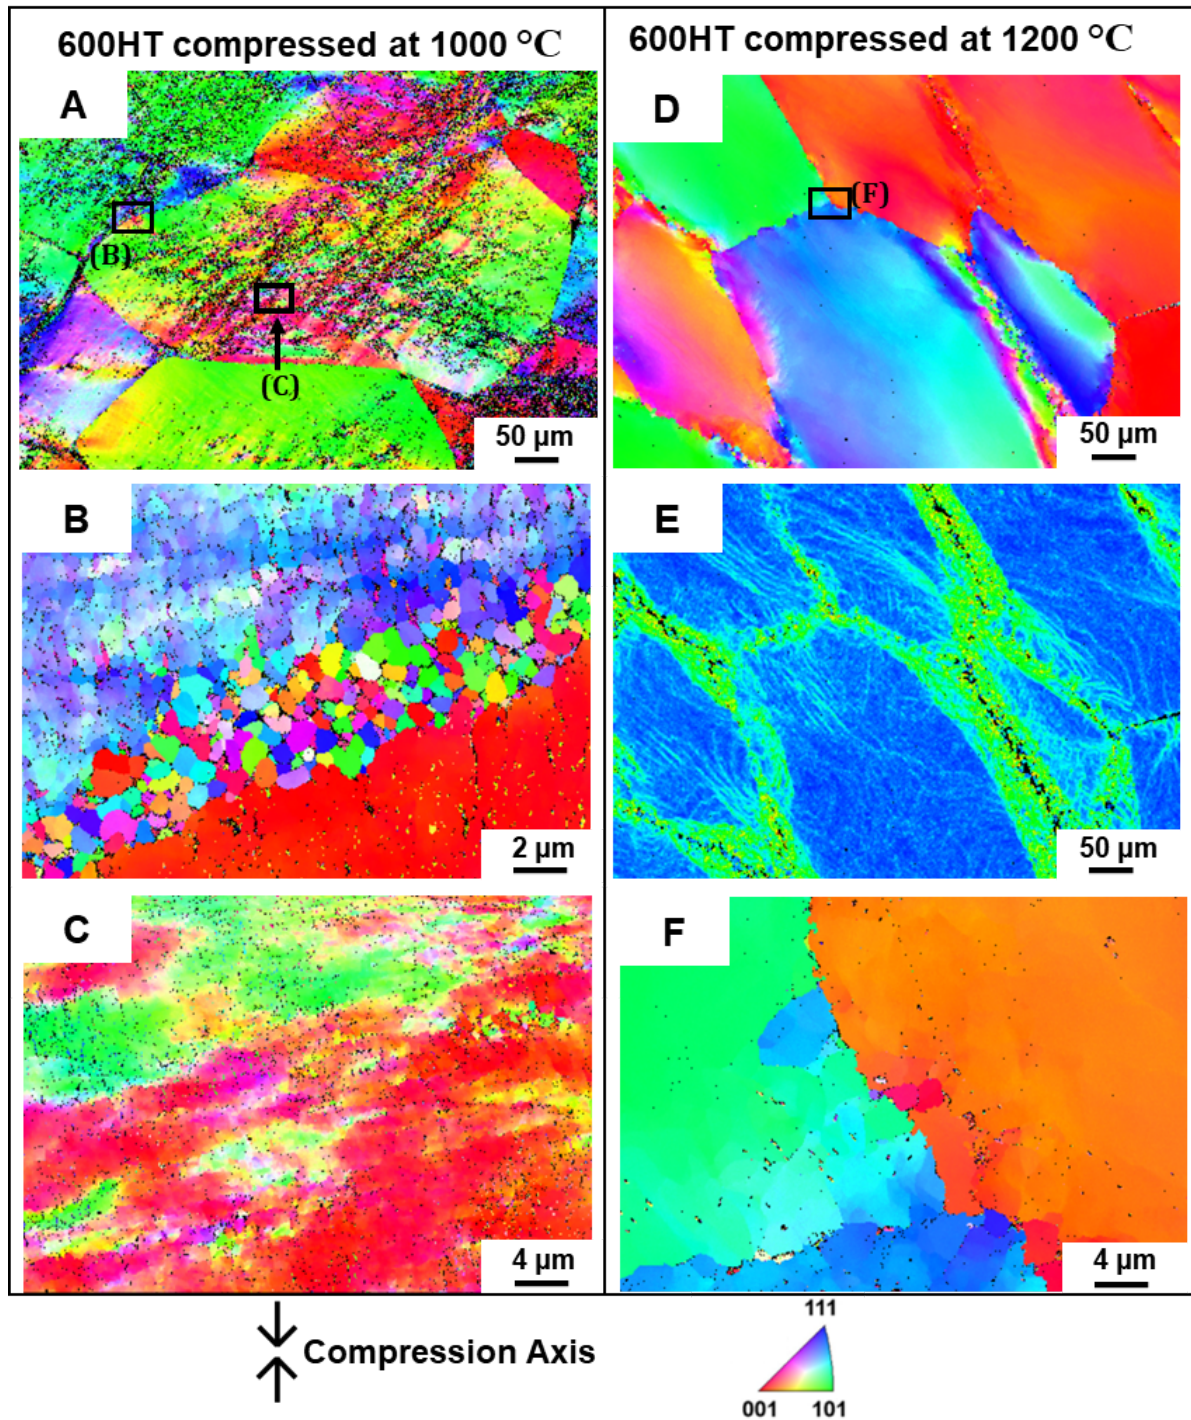 600HT compressed at 1000 °C
600HT compressed at 1200 °C
A
(B)
(C)
50 µm
D
(F)
50 µm
B
2 µm
E
50 µm
C
4 µm
F
4 µm
Compression Axis
111
001 101